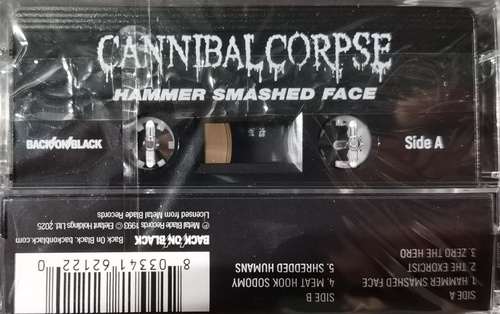 CANNIBAL CORPSE
HAMMER SMASHED FACE
BACK ON BLACK
Side A
SIDE A
1. HAMMER SMASHED FACE
2. THE EXORCIST
3. ZERO THE HERO
SIDE B
4. MEAT HOOK SODOMY
5. SHREDDED HUMANS
8 03341 62122 0
BACK ON BLACK
Back On Black, backonblack.com
℗ Metal Blade Records 1993 © Elefant Holdings Ltd. 2025
Licensed from Metal Blade Records